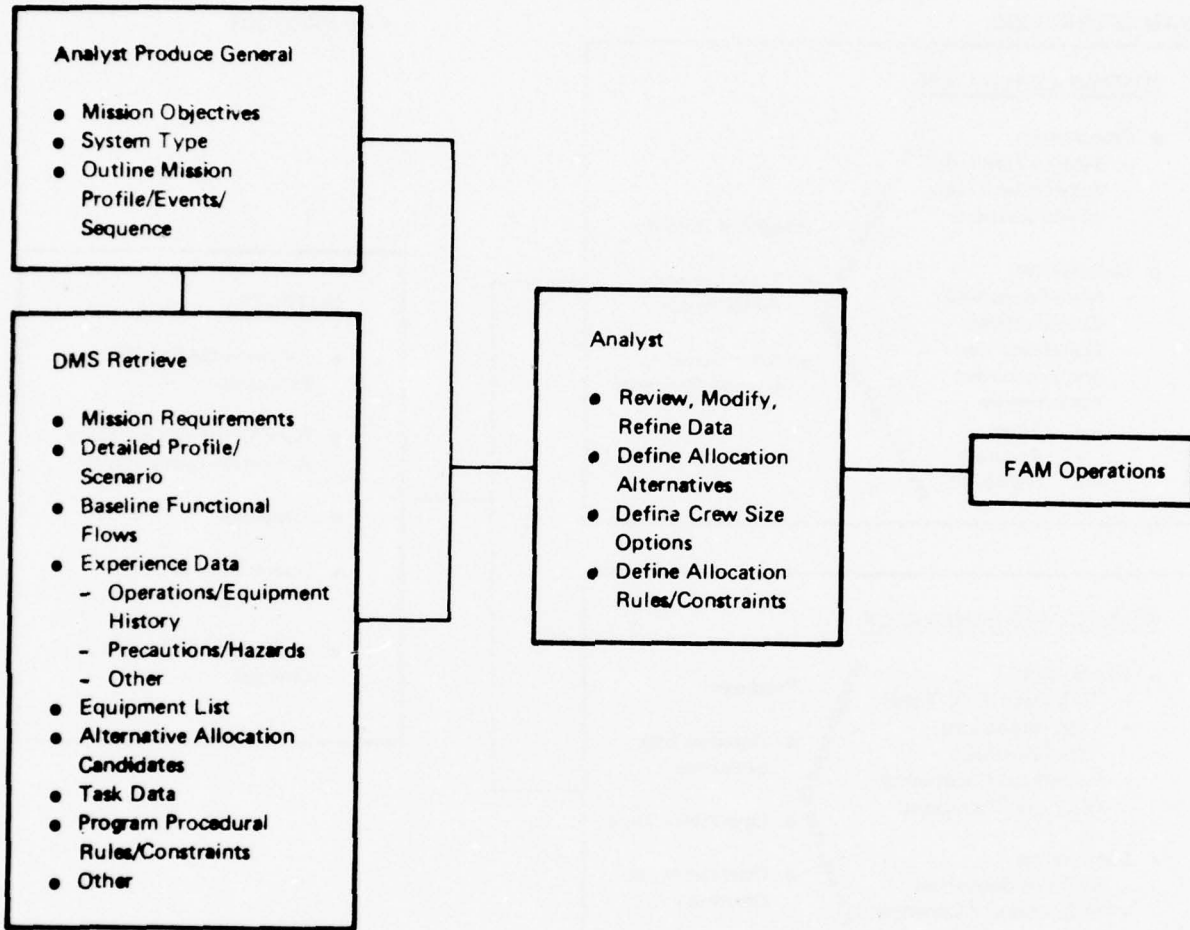 Analyst Produce General
● Mission Objectives
● System Type
● Outline Mission
Profile/Events/
Sequence
DMS Retrieve
● Mission Requirements
● Detailed Profile/
Scenario
● Baseline Functional
Flows
● Experience Data
– Operations/Equipment
History
– Precautions/Hazards
– Other
● Equipment List
● Alternative Allocation
Candidates
● Task Data
● Program Procedural
Rules/Constraints
● Other
Analyst
● Review, Modify,
Refine Data
● Define Allocation
Alternatives
● Define Crew Size
Options
● Define Allocation
Rules/Constraints
FAM Operations